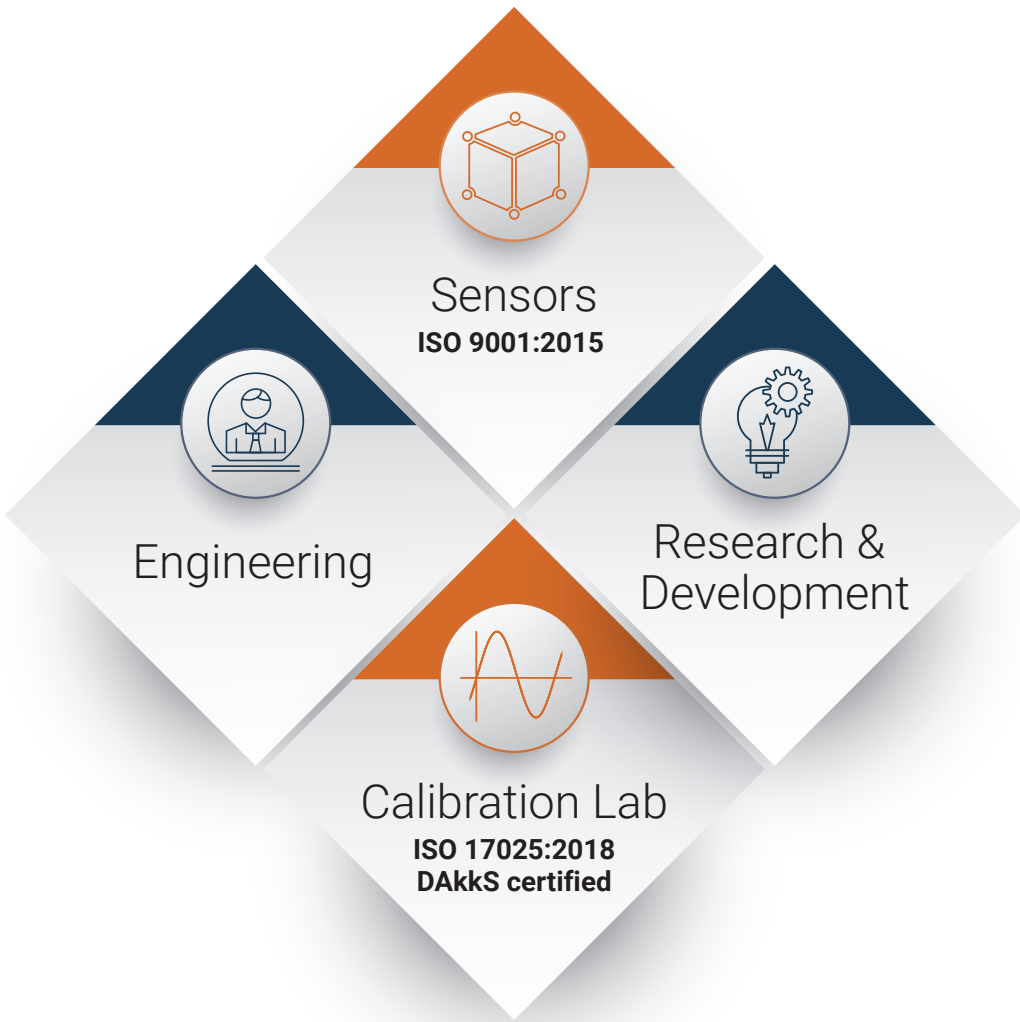 Sensors
ISO 9001:2015
Engineering
Research &
Development
Calibration Lab
ISO 17025:2018
DAkkS certified